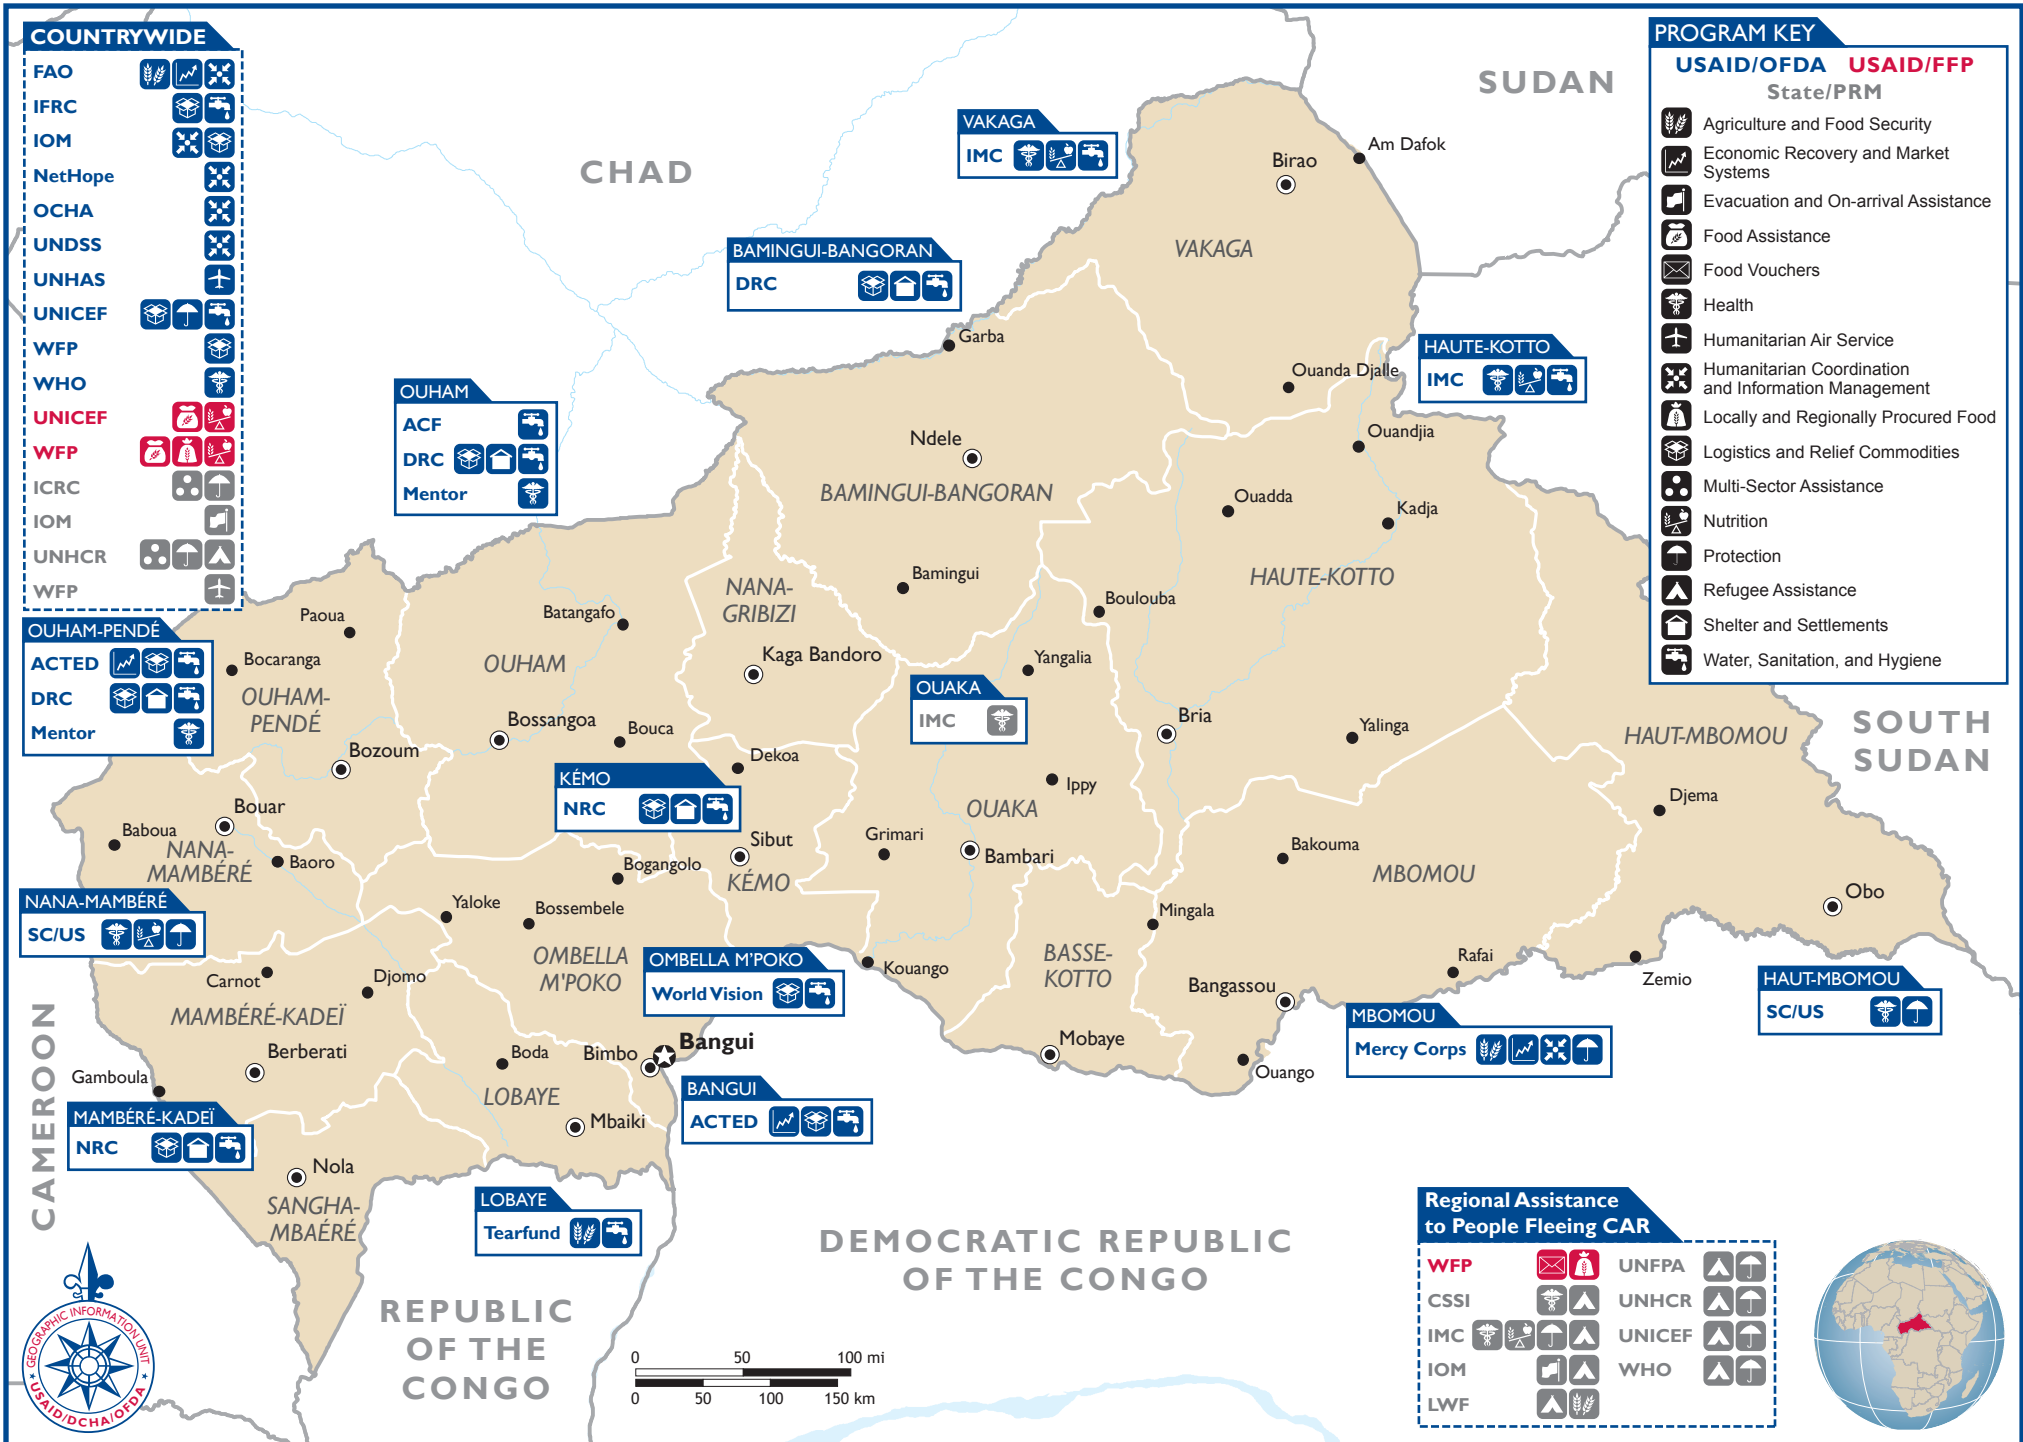 COUNTRYWIDE
FAO
IFRC
IOM
NetHope
OCHA
UNDSS
UNHAS
UNICEF
WFP
WHO
UNICEF
WFP
ICRC
IOM
UNHCR
WFP
PROGRAM KEY
USAID/OFDA USAID/FFP
State/PRM
Agriculture and Food Security
Economic Recovery and Market
Systems
Evacuation and On-arrival Assistance
Food Assistance
Food Vouchers
Health
Humanitarian Air Service
Humanitarian Coordination
and Information Management
Locally and Regionally Procured Food
Logistics and Relief Commodities
Multi-Sector Assistance
Nutrition
Protection
Refugee Assistance
Shelter and Settlements
Water, Sanitation, and Hygiene
SUDAN
CHAD
SOUTH
SUDAN
CAMEROON
REPUBLIC
OF THE
CONGO
DEMOCRATIC REPUBLIC
OF THE CONGO
VAKAGA
IMC
BAMINGUI-BANGORAN
DRC
HAUTE-KOTTO
IMC
OUHAM
ACF
DRC
Mentor
OUHAM-PENDÉ
ACTED
DRC
Mentor
OUAKA
IMC
KÉMO
NRC
NANA-MAMBÉRÉ
SC/US
OMBELLA M'POKO
World Vision
HAUT-MBOMOU
SC/US
MBOMOU
Mercy Corps
BANGUI
ACTED
MAMBÉRÉ-KADEÏ
NRC
LOBAYE
Tearfund
Am Dafok
Birao
VAKAGA
Garba
Ouanda Djalle
Ouandjia
Ndele
BAMINGUI-BANGORAN
Ouadda
Kadja
Bamingui
HAUTE-KOTTO
NANA-
GRIBIZI
Boulouba
Paoua
Batangafo
Bocaranga
OUHAM
Kaga Bandoro
Yangalia
OUHAM-
PENDÉ
Bossangoa
Bouca
Bria
Yalinga
HAUT-MBOMOU
Bozoum
Dekoa
Ippy
Djema
Bouar
OUAKA
Baboua
NANA-
MAMBÉRÉ
Baoro
Sibut
Grimari
Bambari
Bakouma
MBOMOU
Bogangolo
KÉMO
Obo
Yaloke
Bossembele
Mingala
OMBELLA
M'POKO
BASSE-
KOTTO
Kouango
Rafai
Zemio
Carnot
Djomo
Bangassou
MAMBÉRÉ-KADEÏ
Bangui
Bimbo
Boda
Mobaye
Berberati
Ouango
Gamboula
LOBAYE
Mbaiki
Nola
SANGHA-
MBAÉRÉ
0 50 100 mi
0 50 100 150 km
Regional Assistance
to People Fleeing CAR
WFP
CSSI
IMC
IOM
LWF
UNFPA
UNHCR
UNICEF
WHO
GEOGRAPHIC INFORMATION UNIT
USAID/DCHA/OFDA